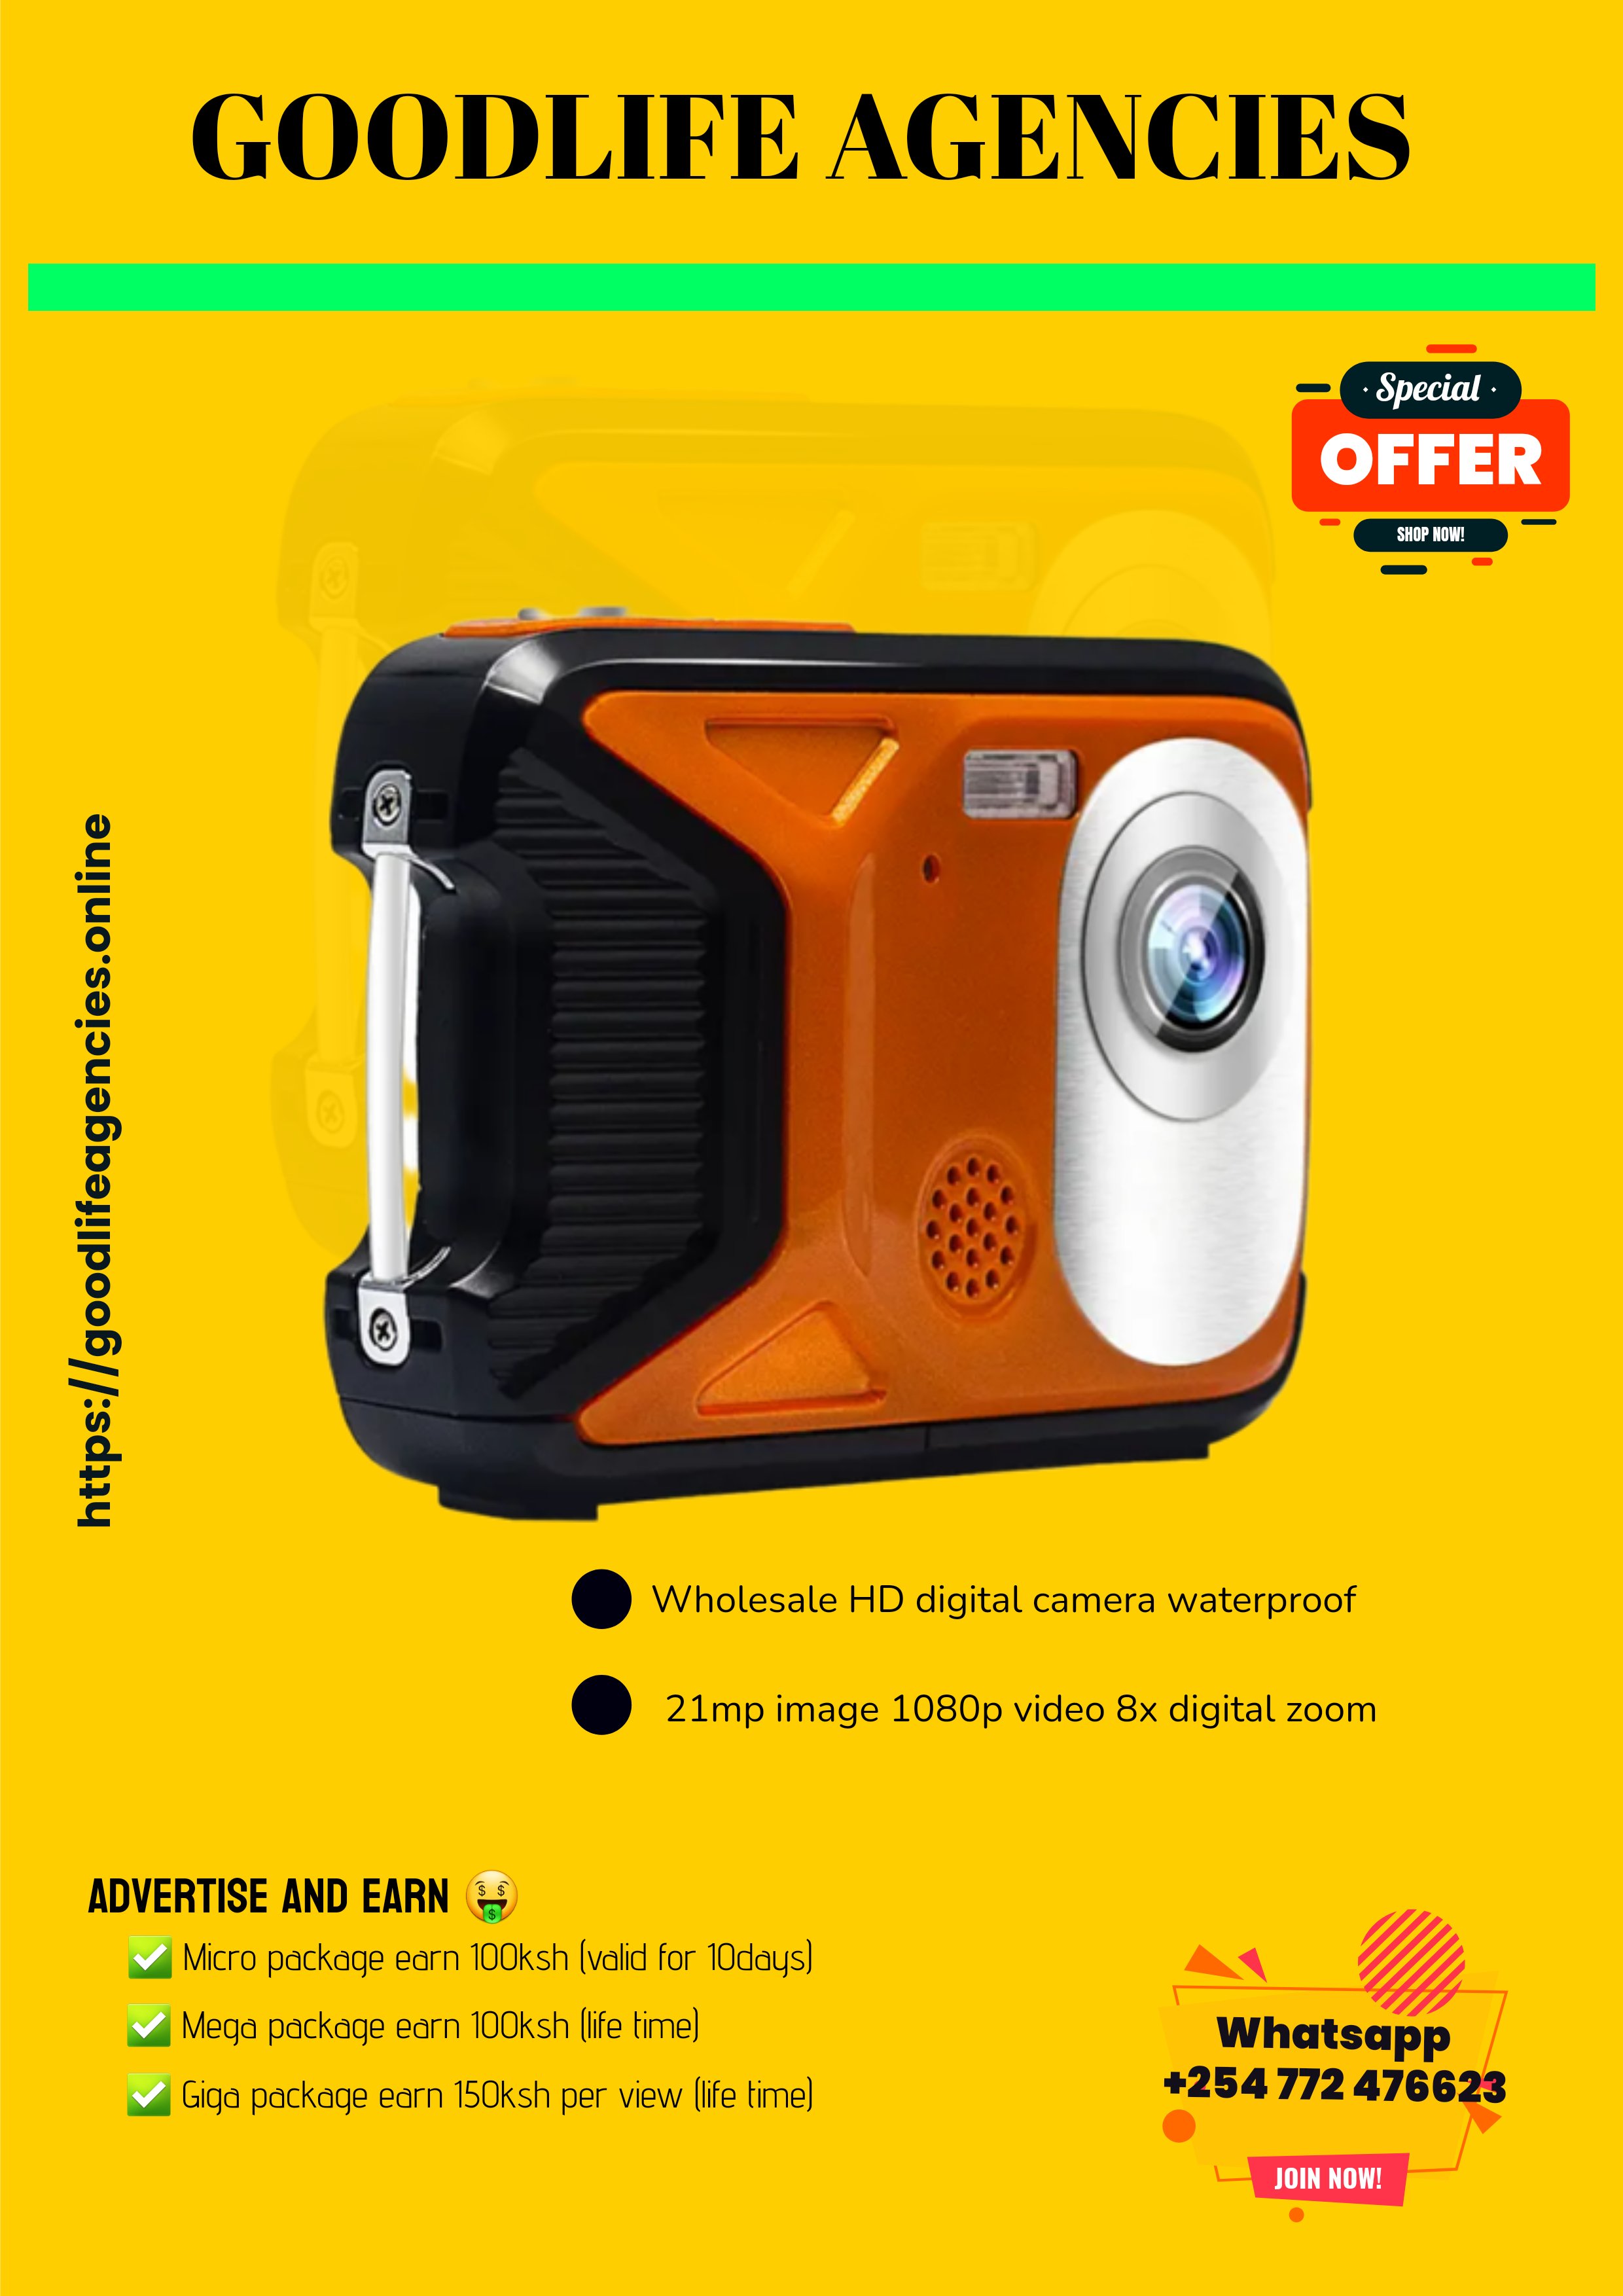 GOODLIFE AGENCIES
Special
OFFER
SHOP NOW!
https://goodlifeagencies.online
Wholesale HD digital camera waterproof
21mp image 1080p video 8x digital zoom
ADVERTISE AND EARN 🤑
✅ Micro package earn 100ksh (valid for 10days)
✅ Mega package earn 100ksh (life time)
✅ Giga package earn 150ksh per view (life time)
Whatsapp
+254 772 476623
JOIN NOW!